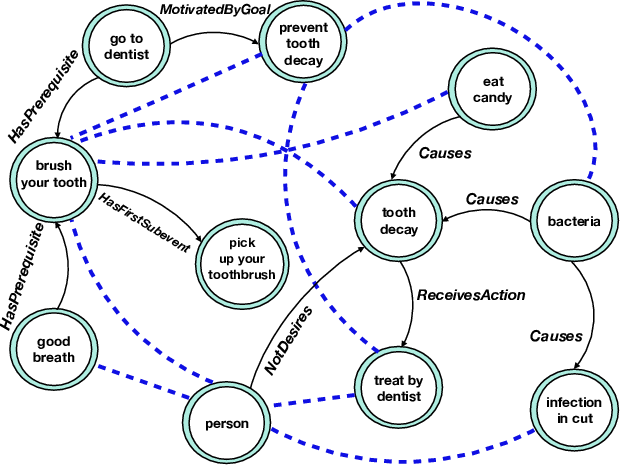 MotivatedByGoal
go to
dentist
prevent
tooth
decay
HasPrerequisite
eat
candy
Causes
brush
your tooth
HasFirstSubevent
Causes
tooth
decay
bacteria
pick
up your
toothbrush
HasPrerequisite
NotDesires
ReceivesAction
Causes
good
breath
treat by
dentist
person
infection
in cut